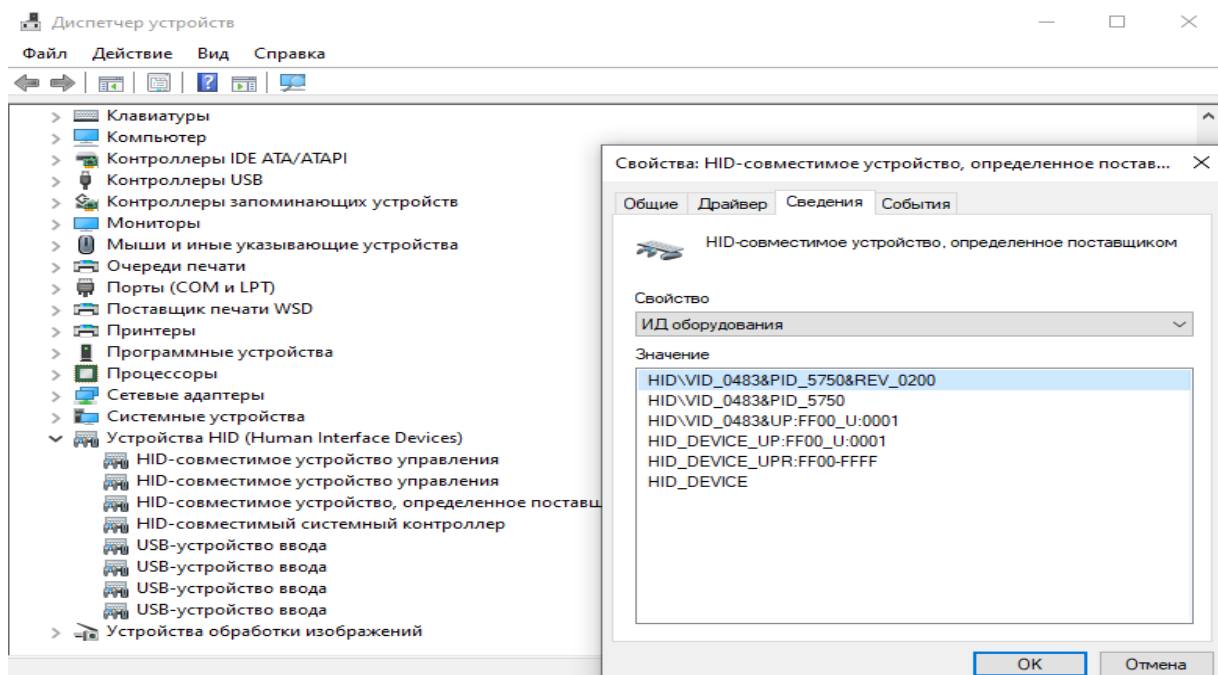 Диспетчер устройств
Файл Действие Вид Справка
Клавиатуры
Компьютер
Контроллеры IDE ATA/ATAPI
Контроллеры USB
Контроллеры запоминающих устройств
Мониторы
Мыши и иные указывающие устройства
Очереди печати
Порты (COM и LPT)
Поставщик печати WSD
Принтеры
Программные устройства
Процессоры
Сетевые адаптеры
Системные устройства
Устройства HID (Human Interface Devices)
HID-совместимое устройство управления
HID-совместимое устройство управления
HID-совместимое устройство, определенное поставщ
HID-совместимый системный контроллер
USB-устройство ввода
USB-устройство ввода
USB-устройство ввода
USB-устройство ввода
Устройства обработки изображений
Свойства: HID-совместимое устройство, определенное постав...
Общие Драйвер Сведения События
HID-совместимое устройство, определенное поставщиком
Свойство
ИД оборудования
Значение
HID\VID_0483&PID_5750&REV_0200
HID\VID_0483&PID_5750
HID\VID_0483&UP:FF00_U:0001
HID_DEVICE_UP:FF00_U:0001
HID_DEVICE_UPR:FF00-FFFF
HID_DEVICE
OK Отмена